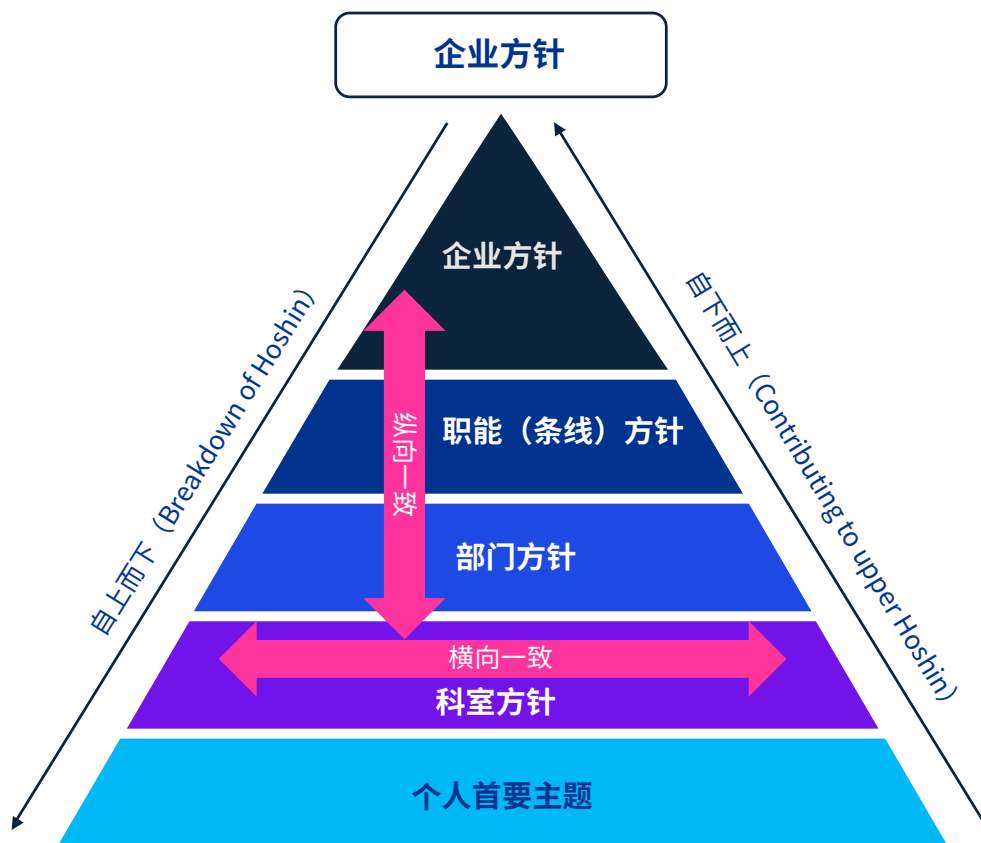 企业方针
企业方针
自上而下（Breakdown of Hoshin）
自下而上（Contributing to upper Hoshin）
纵向一致
职能（条线）方针
部门方针
横向一致
科室方针
个人首要主题